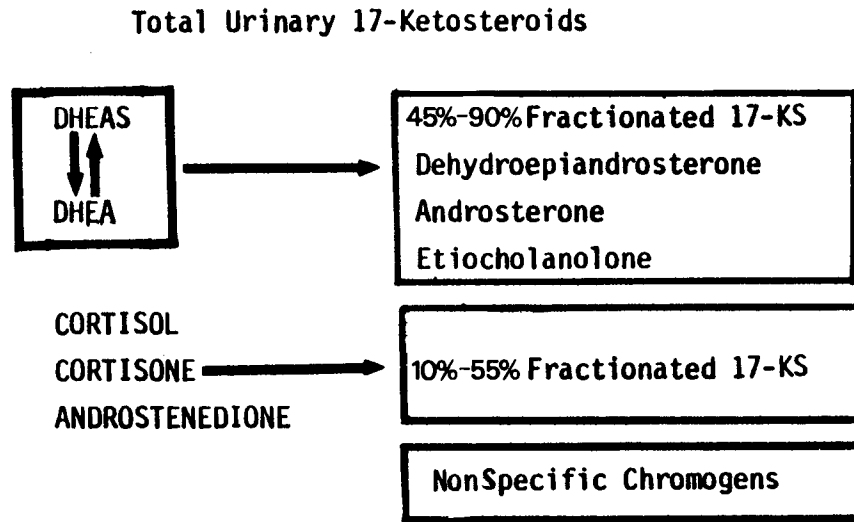 Total Urinary 17-Ketosteroids
DHEAS
DHEA
45%-90% Fractionated 17-KS
Dehydroepiandrosterone
Androsterone
Etiocholanolone
CORTISOL
CORTISONE
ANDROSTENEDIONE
10%-55% Fractionated 17-KS
NonSpecific Chromogens